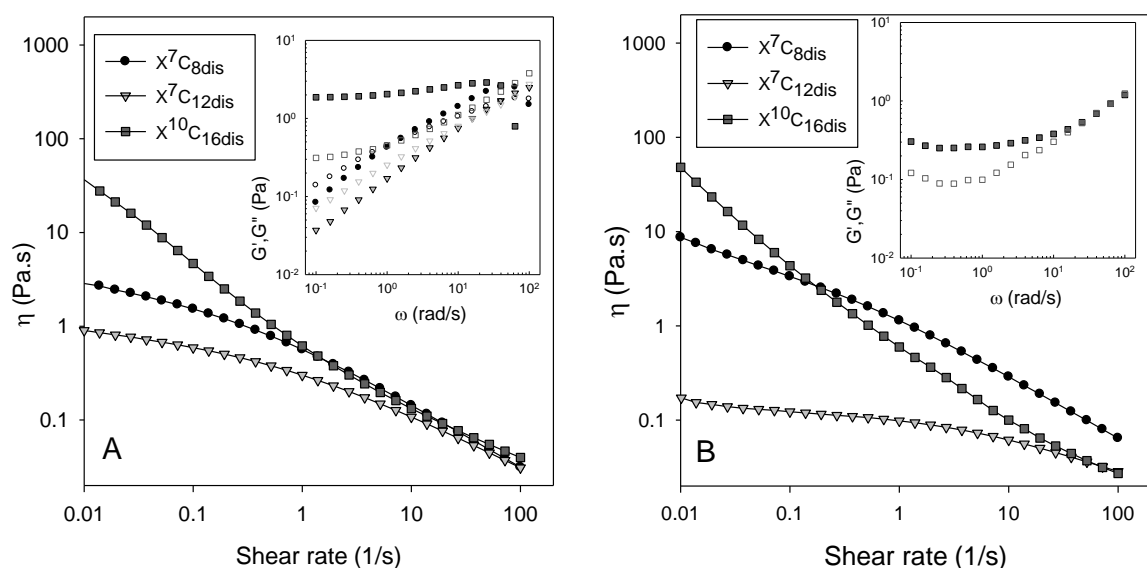 X⁷C₈dis
X⁷C₁₂dis
X¹⁰C₁₆dis
1000
100
10
1
0.1
η (Pa.s)
0.01 0.1 1 10 100
Shear rate (1/s)
A
10¹
10⁰
10⁻¹
10⁻²
G',G'' (Pa)
10⁻¹ 10⁰ 10¹ 10²
ω (rad/s)
X⁷C₈dis
X⁷C₁₂dis
X¹⁰C₁₆dis
1000
100
10
1
0.1
η (Pa.s)
0.01 0.1 1 10 100
Shear rate (1/s)
B
10¹
10⁰
10⁻¹
10⁻²
G',G'' (Pa)
10⁻¹ 10⁰ 10¹ 10²
ω (rad/s)